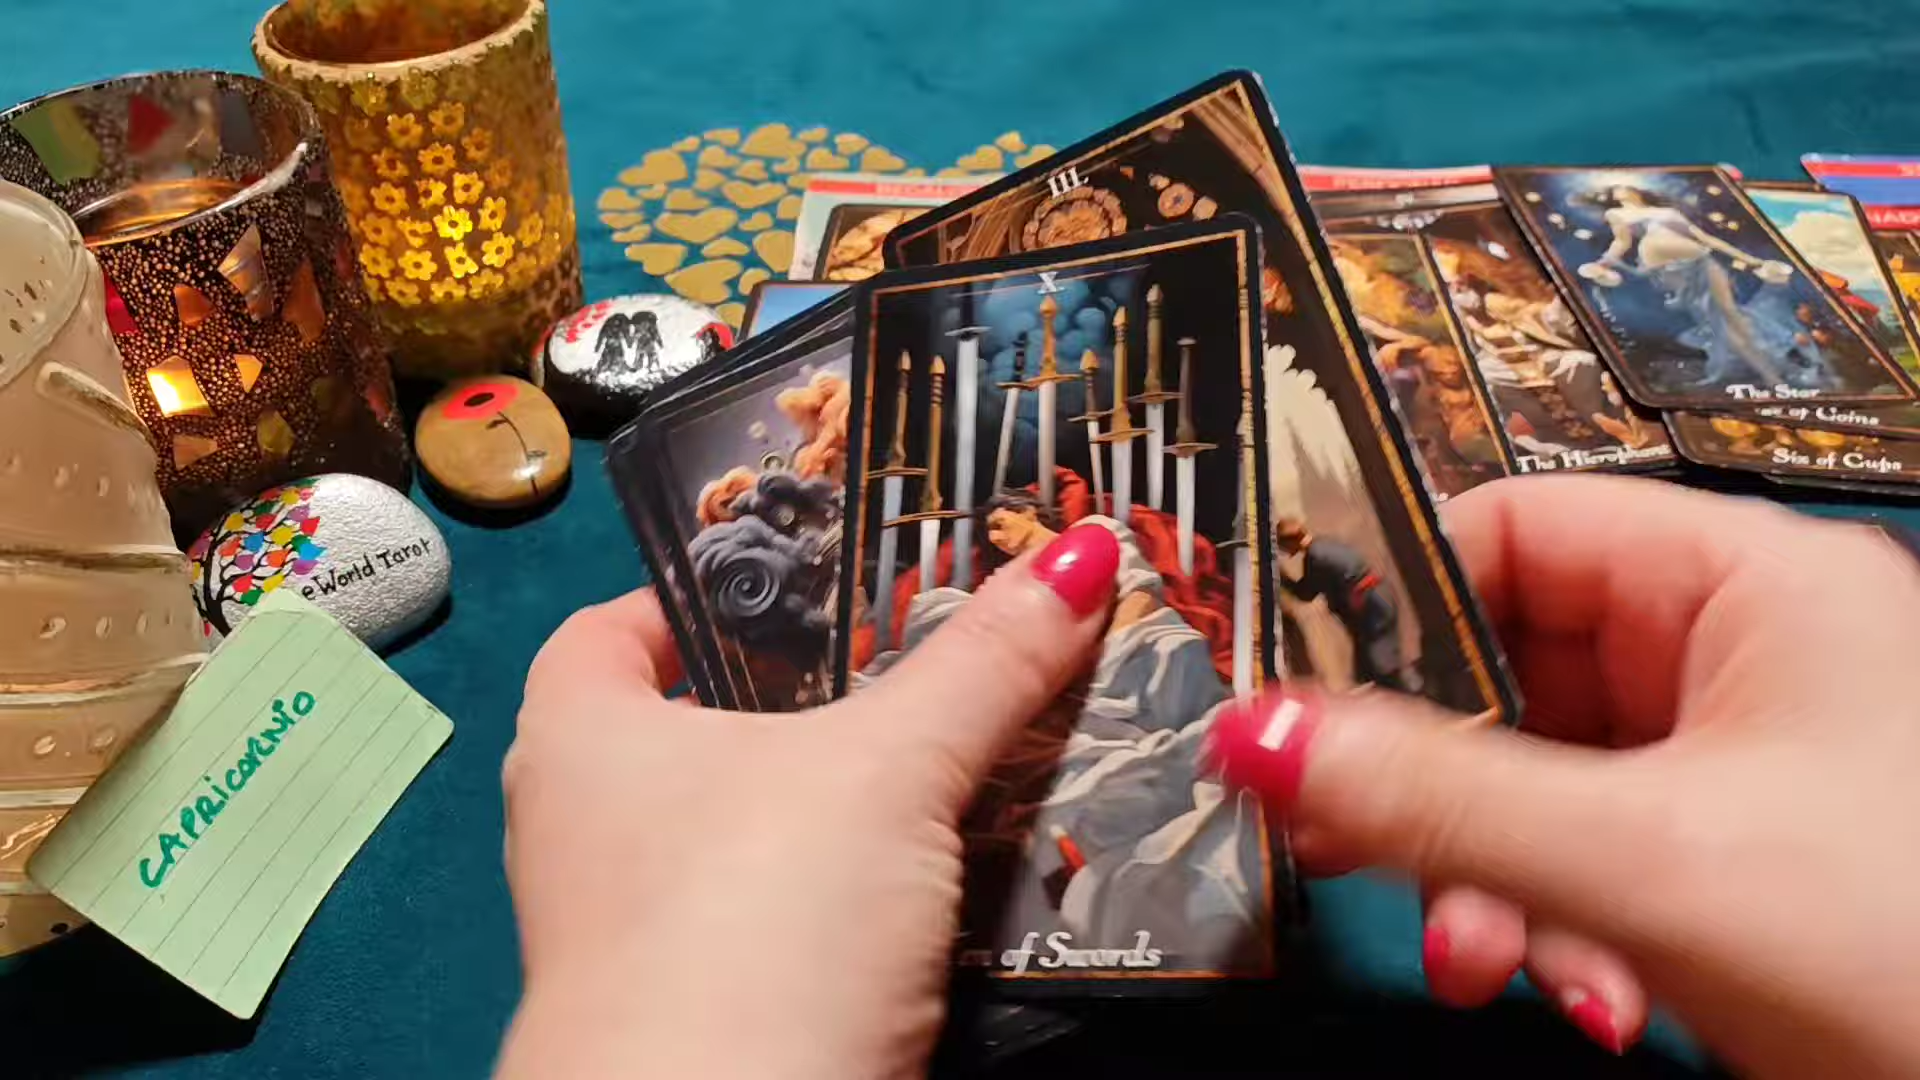 III.
X
The Star
of Coins
Six of Cups
The Hierophant
of Swords
eWorld Tarot
CAPRICORNIO